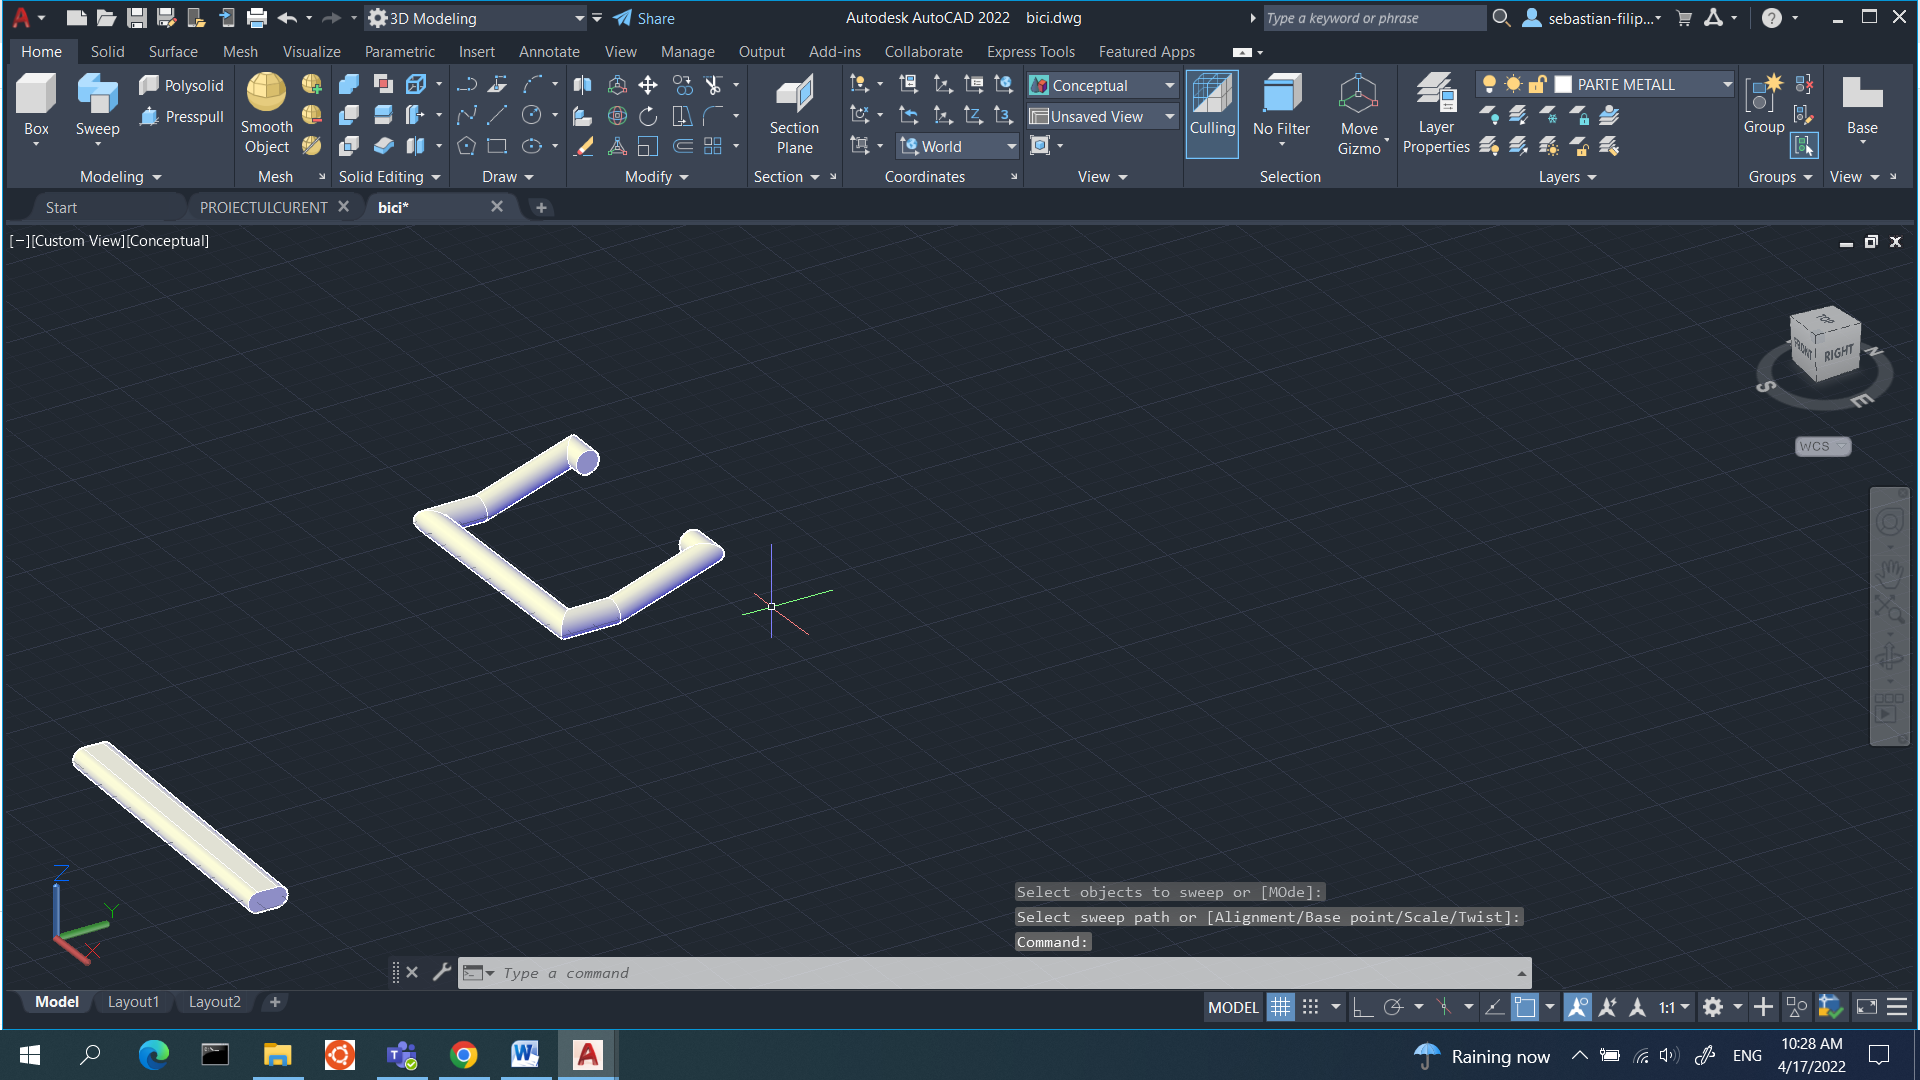 3D Modeling
Share
Autodesk AutoCAD 2022 bici.dwg
Type a keyword or phrase
sebastian-filip...
Home Solid Surface Mesh Visualize Parametric Insert Annotate View Manage Output Add-ins Collaborate Express Tools Featured Apps
Box
Sweep
Polysolid
Presspull
Modeling
Smooth
Object
Mesh
Solid Editing
Draw
Modify
Section
Plane
Section
World
Coordinates
Conceptual
Unsaved View
View
Culling
No Filter
Move
Gizmo
Selection
Layer
Properties
PARTE METALL
Layers
Group
Groups
Base
View
Start
PROIECTULCURENT
bici*
[−][Custom View][Conceptual]
TOP
FRONT
RIGHT
N
S
E
WCS
Z
Y
X
Select objects to sweep or [MOde]:
Select sweep path or [Alignment/Base point/Scale/Twist]:
Command:
Type a command
Model Layout1 Layout2
MODEL
1:1
Raining now
ENG
10:28 AM
4/17/2022